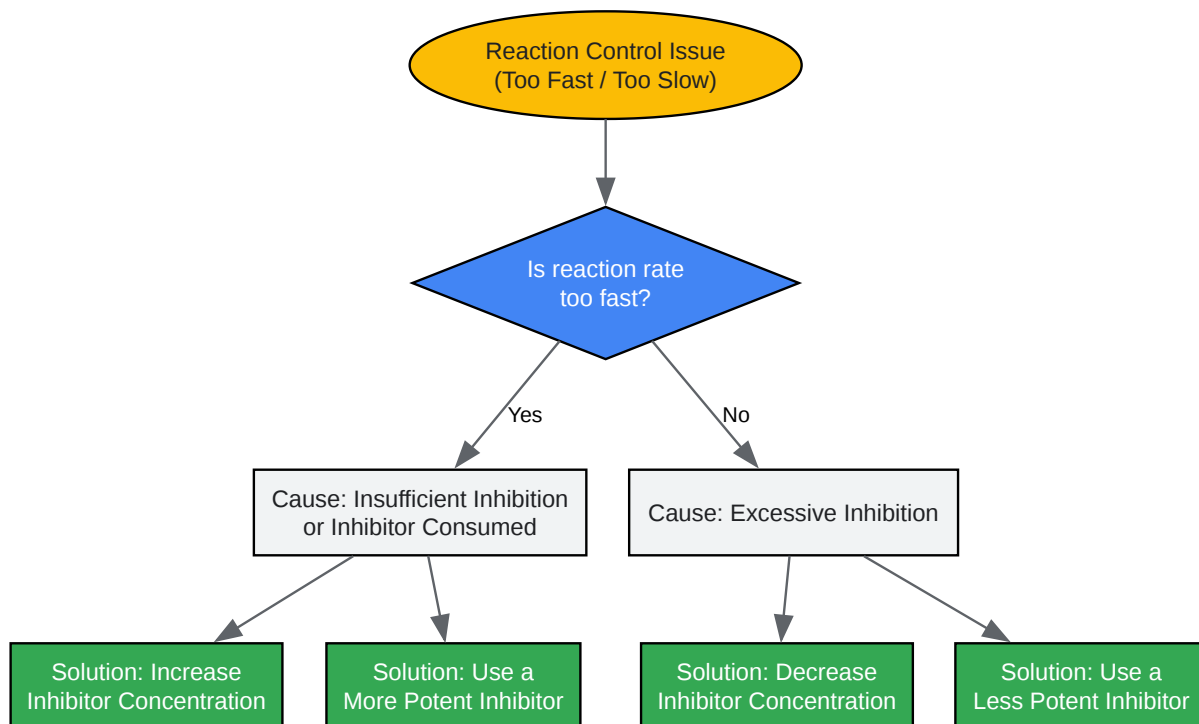 Reaction Control Issue
(Too Fast / Too Slow)
Is reaction rate
too fast?
Yes
No
Cause: Insufficient Inhibition
or Inhibitor Consumed
Cause: Excessive Inhibition
Solution: Increase
Inhibitor Concentration
Solution: Use a
More Potent Inhibitor
Solution: Decrease
Inhibitor Concentration
Solution: Use a
Less Potent Inhibitor